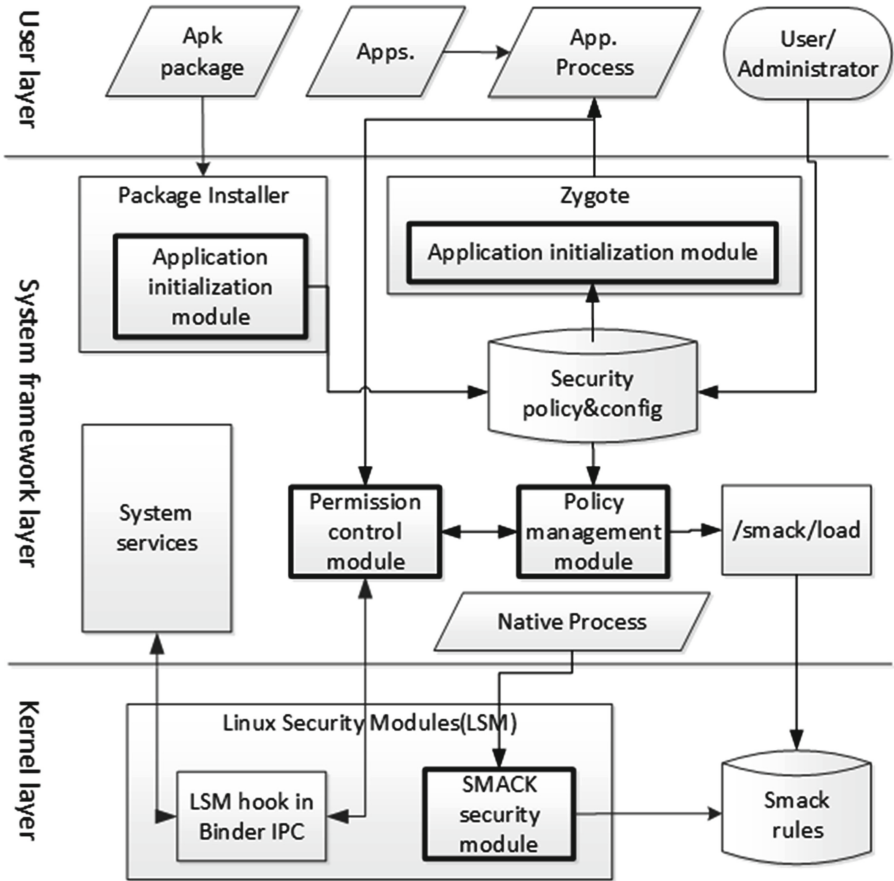 User layer
Apk
package
Apps.
App.
Process
User/
Administrator
System framework layer
Package Installer
Application
initialization
module
Zygote
Application initialization module
Security
policy&config
System
services
Permission
control
module
Policy
management
module
/smack/load
Native Process
Kernel layer
Linux Security Modules(LSM)
LSM hook in
Binder IPC
SMACK
security
module
Smack
rules